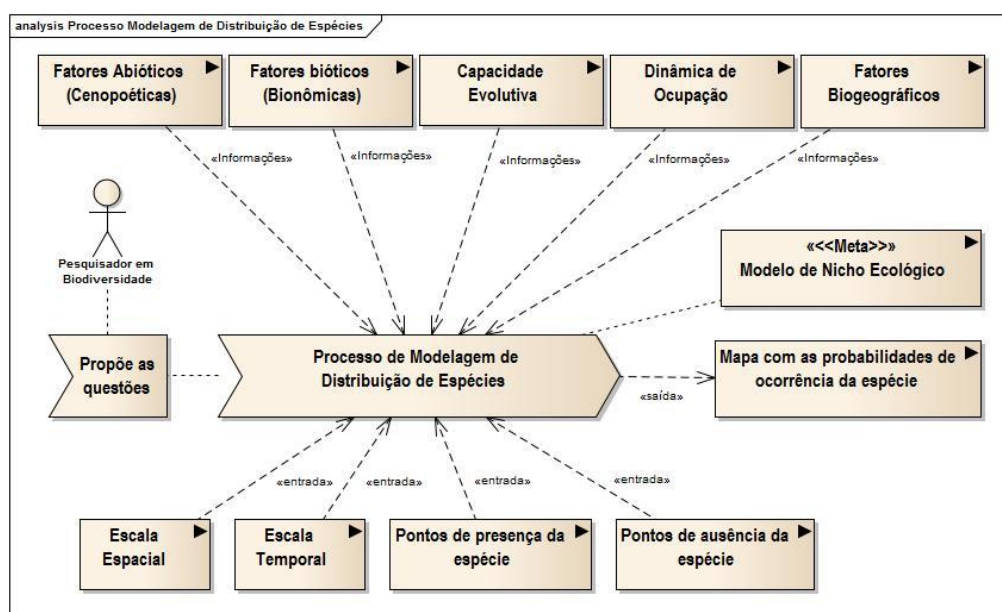 analysis Processo Modelagem de Distribuição de Espécies
Fatores Abióticos
(Cenopoéticas)
Fatores bióticos
(Bionômicas)
Capacidade
Evolutiva
Dinâmica de
Ocupação
Fatores
Biogeográficos
«Informações»
«Informações»
«Informações»
«Informações»
«Informações»
Pesquisador em
Biodiversidade
«<<Meta>>»
Modelo de Nicho Ecológico
Propõe as
questões
Processo de Modelagem de
Distribuição de Espécies
«saída»
Mapa com as probabilidades de
ocorrência da espécie
«entrada»
«entrada»
«entrada»
«entrada»
Escala
Espacial
Escala
Temporal
Pontos de presença da
espécie
Pontos de ausência da
espécie